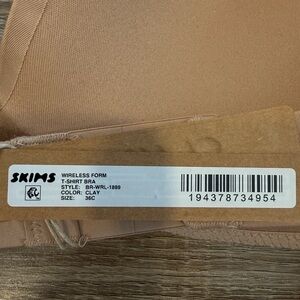 SKIMS
WIRELESS FORM
T-SHIRT BRA
STYLE: BR-WRL-1889
COLOR: CLAY
SIZE: 36C
194378734954